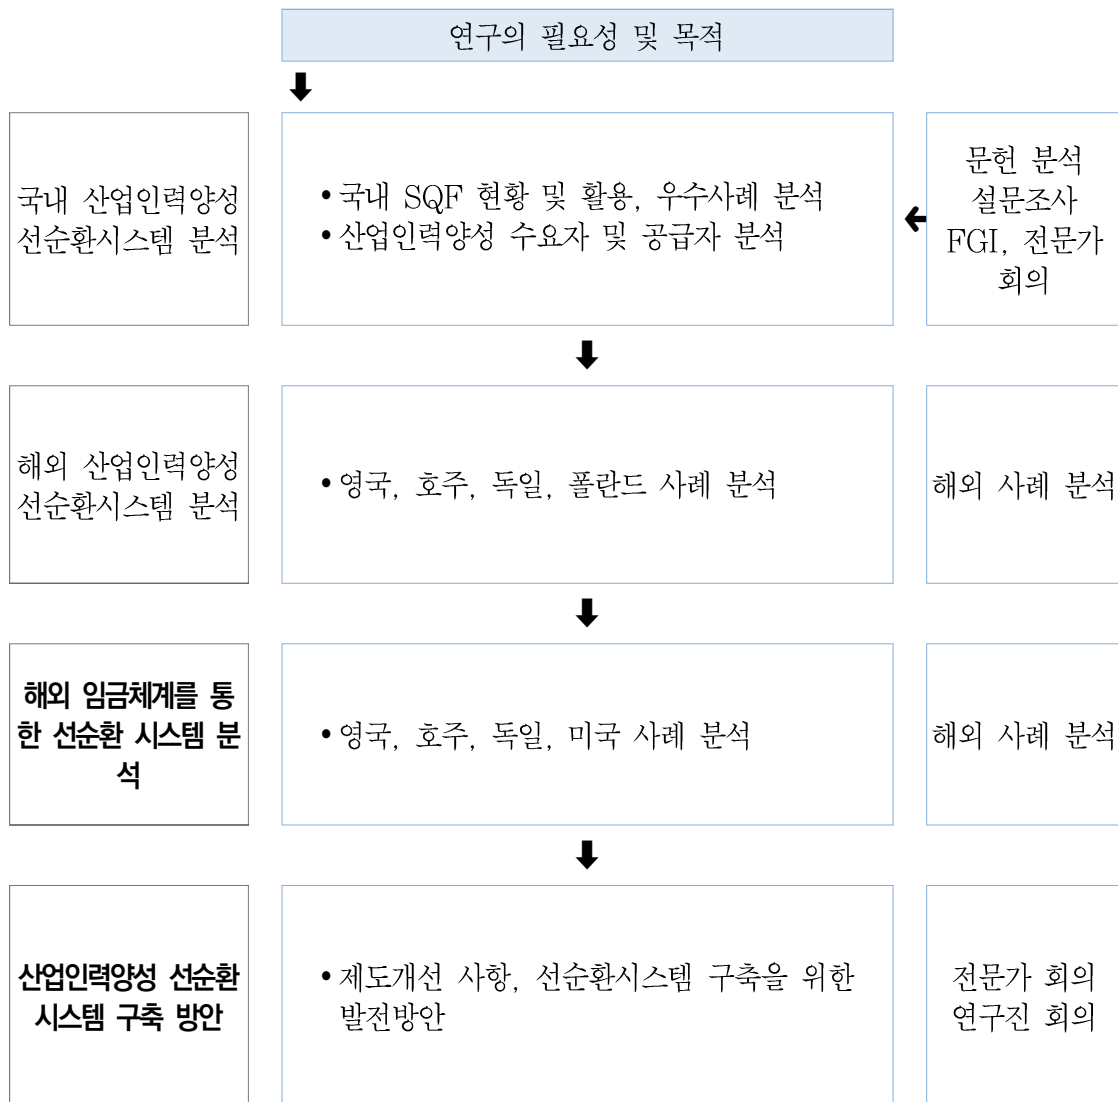 연구의 필요성 및 목적
국내 산업인력양성
선순환시스템 분석
• 국내 SQF 현황 및 활용, 우수사례 분석
• 산업인력양성 수요자 및 공급자 분석
문헌 분석
설문조사
FGI, 전문가
회의
해외 산업인력양성
선순환시스템 분석
• 영국, 호주, 독일, 폴란드 사례 분석
해외 사례 분석
해외 임금체계를 통
한 선순환 시스템 분
석
• 영국, 호주, 독일, 미국 사례 분석
해외 사례 분석
산업인력양성 선순환
시스템 구축 방안
• 제도개선 사항, 선순환시스템 구축을 위한
발전방안
전문가 회의
연구진 회의